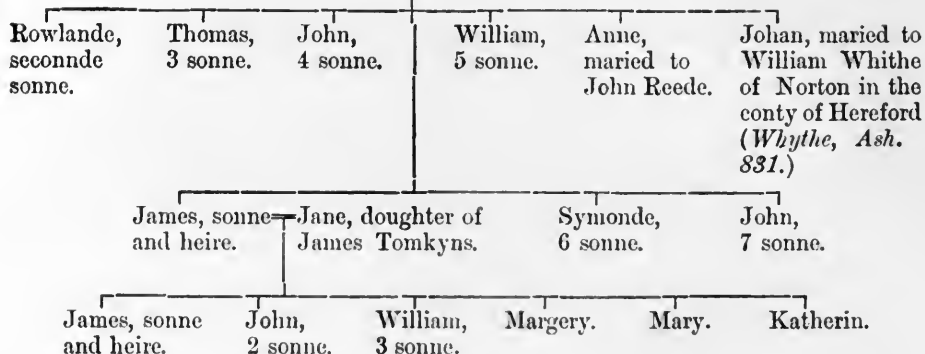 Rowlande,
seconnde
sonne.
Thomas,
3 sonne.
John,
4 sonne.
William,
5 sonne.
Anne,
maried to
John Reede.
Johan, maried to
William Whithe
of Norton in the
conty of Hereford
(Whythe, Ash.
831.)
James, sonne
and heire.
Jane, doughter of
James Tomkyns.
Symonde,
6 sonne.
John,
7 sonne.
James, sonne
and heire.
John,
2 sonne.
William,
3 sonne.
Margery.
Mary.
Katherin.